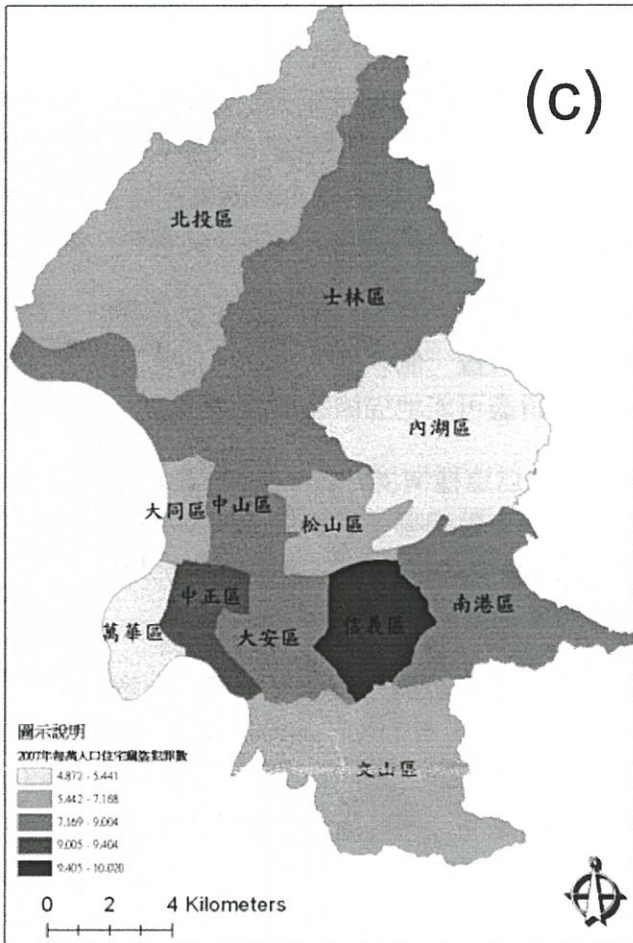 (c)
北投區
士林區
內湖區
大同區
中山區
松山區
中正區
萬華區
大安區
信義區
南港區
文山區
圖示說明
2007年每萬人口住宅竊盜犯罪數
4.872 - 5.441
5.442 - 7.168
7.169 - 9.004
9.005 - 9.404
9.405 - 10.020
0 2 4 Kilometers